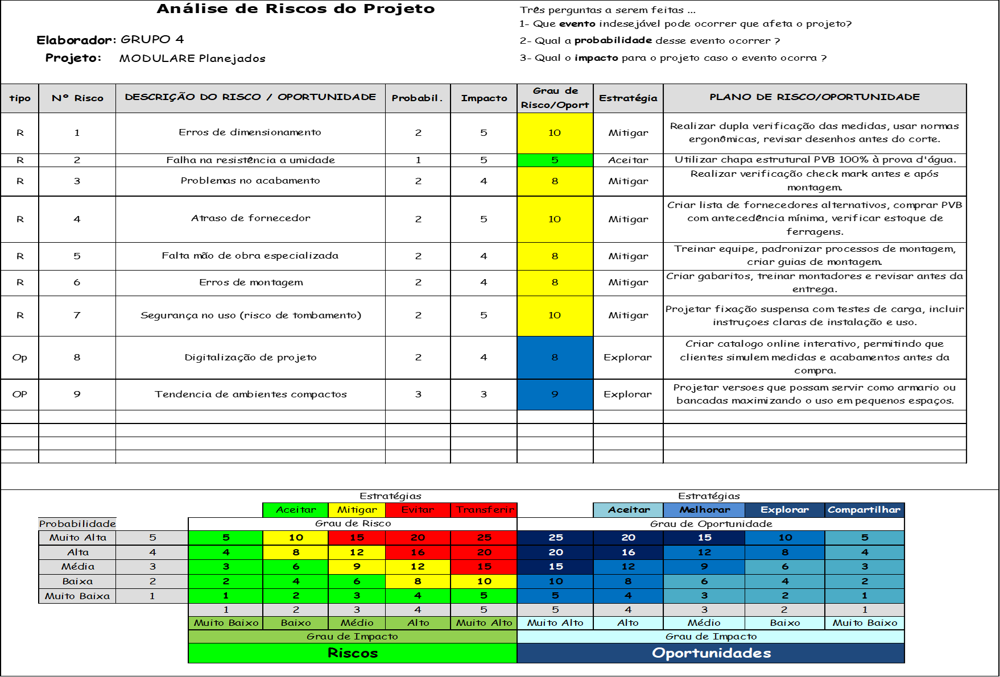 Análise de Riscos do Projeto
Três perguntas a serem feitas ...
1- Que evento indesejável pode ocorrer que afeta o projeto?
Elaborador: GRUPO 4
2- Qual a probabilidade desse evento ocorrer ?
Projeto: MODULARE Planejados
3- Qual o impacto para o projeto caso o evento ocorra ?
tipo Nº Risco DESCRIÇÃO DO RISCO / OPORTUNIDADE Probabil. Impacto Grau de Risco/Oport Estratégia PLANO DE RISCO/OPORTUNIDADE
R 1 Erros de dimensionamento 2 5 10 Mitigar Realizar dupla verificação das medidas, usar normas
ergonômicas, revisar desenhos antes do corte.
R 2 Falha na resistência a umidade 1 5 5 Aceitar Utilizar chapa estrutural PVB 100% à prova d'água.
R 3 Problemas no acabamento 2 4 8 Mitigar Realizar verificação check mark antes e após
montagem.
R 4 Atraso de fornecedor 2 5 10 Mitigar Criar lista de fornecedores alternativos, comprar PVB
com antecedência mínima, verificar estoque de
ferragens.
R 5 Falta mão de obra especializada 2 4 8 Mitigar Treinar equipe, padronizar processos de montagem,
criar guias de montagem.
R 6 Erros de montagem 2 4 8 Mitigar Criar gabaritos, treinar montadores e revisar antes da
entrega.
R 7 Segurança no uso (risco de tombamento) 2 5 10 Mitigar Projetar fixação suspensa com testes de carga, incluir
instruçoes claras de instalação e uso.
Op 8 Digitalização de projeto 2 4 8 Explorar Criar catalogo online interativo, permitindo que
clientes simulem medidas e acabamentos antes da
compra.
OP 9 Tendencia de ambientes compactos 3 3 9 Explorar Projetar versoes que possam servir como armario ou
bancadas maximizando o uso em pequenos espaços.
Estratégias Estratégias
Aceitar Mitigar Evitar Transferir Aceitar Melhorar Explorar Compartilhar
Probabilidade Grau de Risco Grau de Oportunidade
Muito Alta 5 5 10 15 20 25 25 20 15 10 5
Alta 4 4 8 12 16 20 20 16 12 8 4
Média 3 3 6 9 12 15 15 12 9 6 3
Baixa 2 2 4 6 8 10 10 8 6 4 2
Muito Baixa 1 1 2 3 4 5 5 4 3 2 1
1 2 3 4 5 5 4 3 2 1
Muito Baixo Baixo Médio Alto Muito Alto Muito Alto Alto Médio Baixo Muito Baixo
Grau de Impacto Grau de Impacto
Riscos Oportunidades